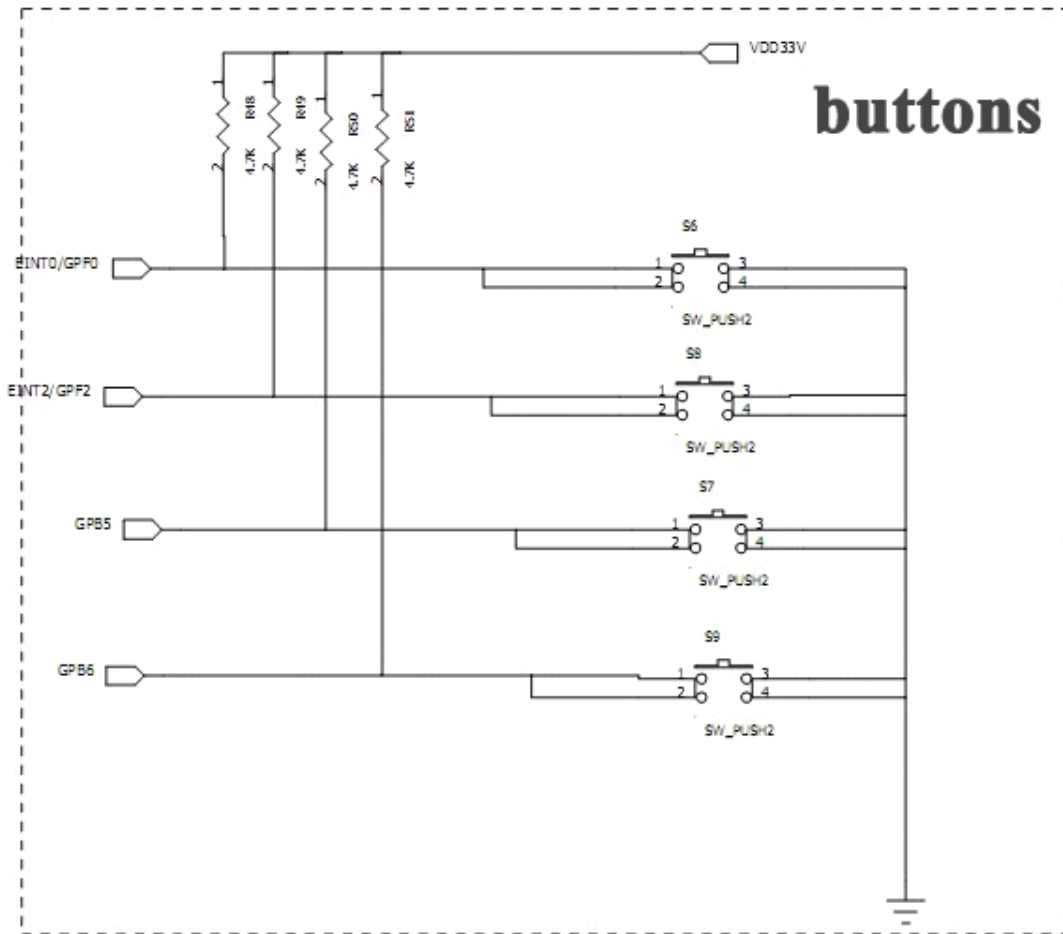 VDD33V
buttons
1 1 1 1
R48 R49 R50 R51
4.7K 4.7K 4.7K 4.7K
2 2 2 2
S6
EINT0/GPF0
1 3
2 4
SW_PUSH2
S8
EINT2/GPF2
1 3
2 4
SW_PUSH2
S7
GPB5
1 3
2 4
SW_PUSH2
S9
GPB6
1 3
2 4
SW_PUSH2